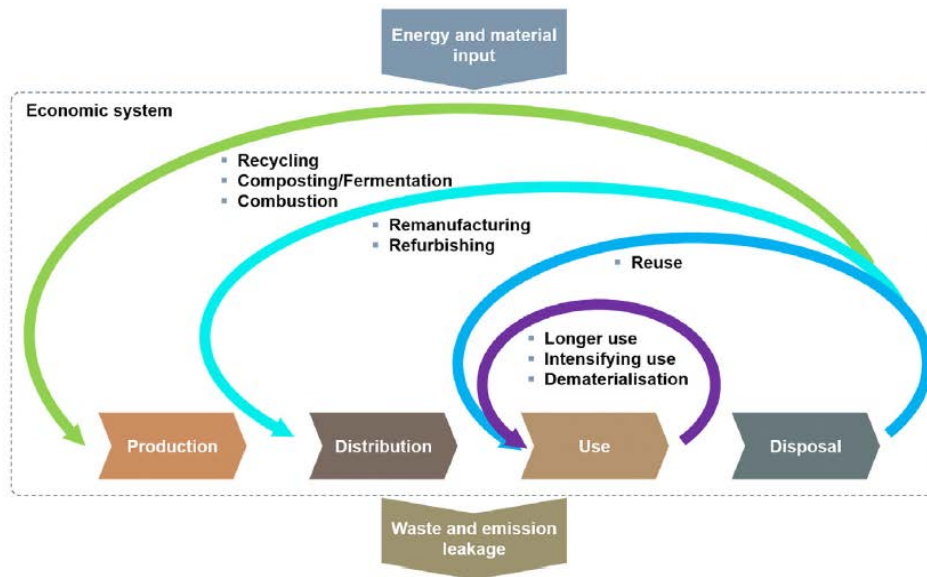 Energy and material
input
Economic system
Recycling
Composting/Fermentation
Combustion
Remanufacturing
Refurbishing
Reuse
Longer use
Intensifying use
Dematerialisation
Production
Distribution
Use
Disposal
Waste and emission
leakage